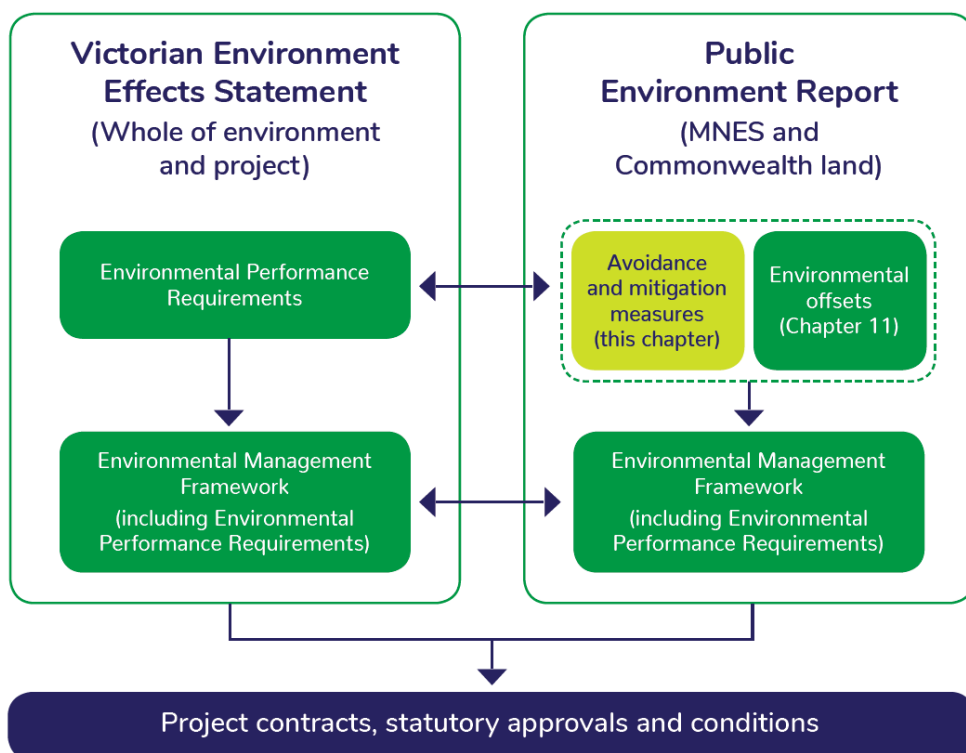 Victorian Environment
Effects Statement
(Whole of environment
and project)
Environmental Performance
Requirements
Environmental Management
Framework
(including Environmental
Performance Requirements)
Public
Environment Report
(MNES and
Commonwealth land)
Avoidance
and mitigation
measures
(this chapter)
Environmental
offsets
(Chapter 11)
Environmental Management
Framework
(including Environmental
Performance Requirements)
Project contracts, statutory approvals and conditions